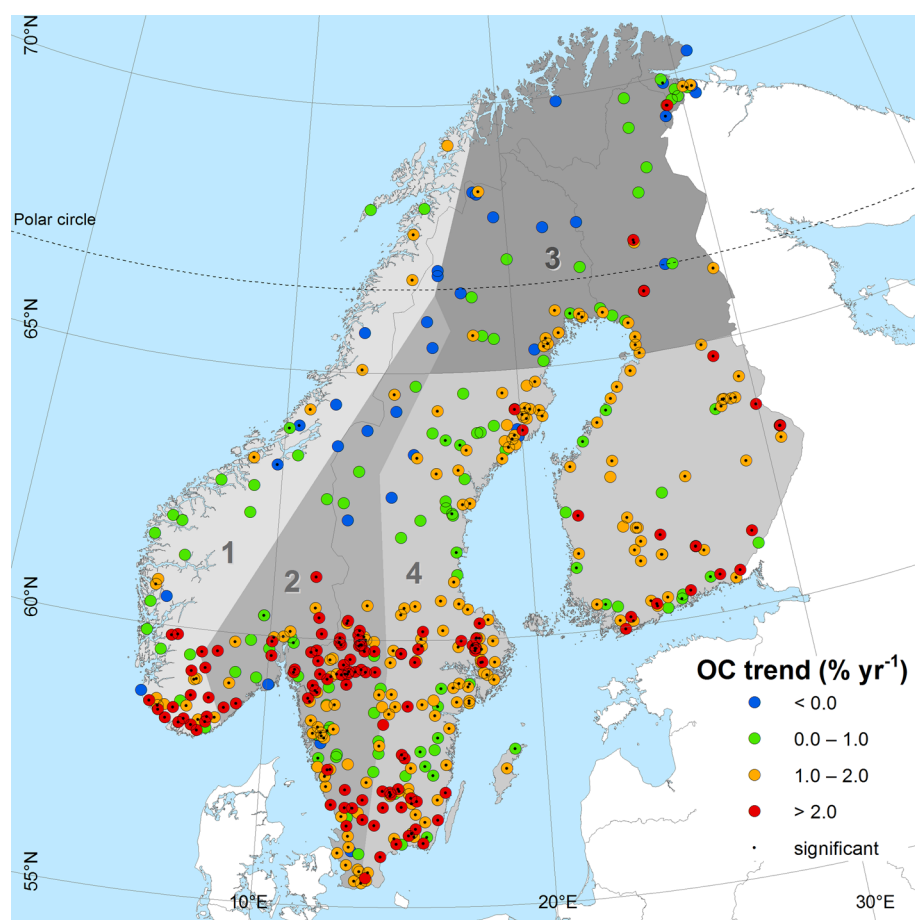 70°N
Polar circle
3
65°N
1
2
4
60°N
OC trend (% yr⁻¹)
< 0.0
0.0 – 1.0
1.0 – 2.0
> 2.0
significant
55°N
10°E
20°E
30°E